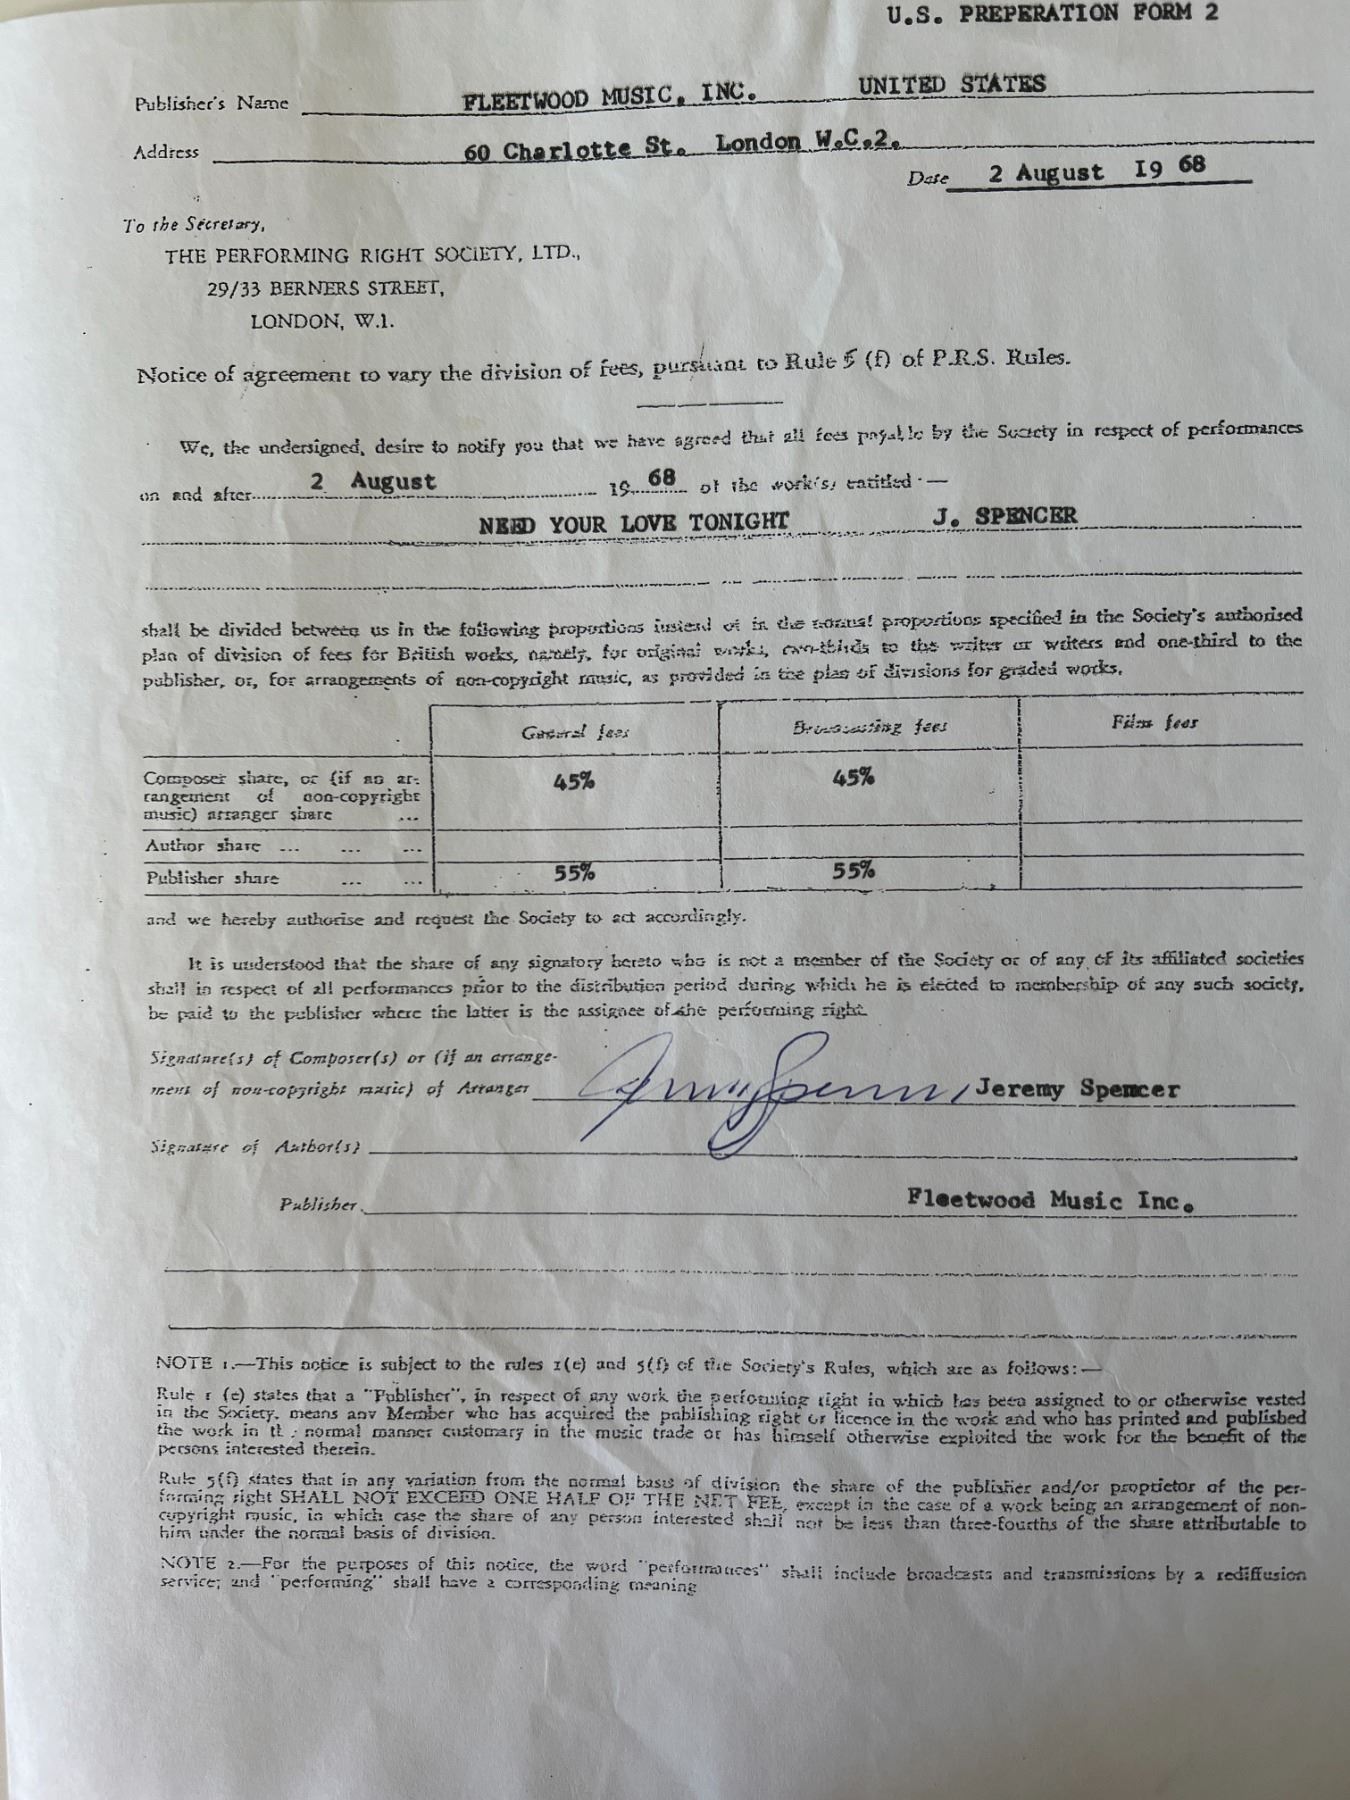 U.S. PREPERATION FORM 2
Publisher's Name FLEETWOOD MUSIC, INC. UNITED STATES
Address 60 Charlotte St. London W.C.2.
Date 2 August 19 68
To the Secretary,
THE PERFORMING RIGHT SOCIETY, LTD.,
29/33 BERNERS STREET,
LONDON, W.1.
Notice of agreement to vary the division of fees, pursuant to Rule 5 (f) of P.R.S. Rules.
We, the undersigned, desire to notify you that we have agreed that all fees payable by the Society in respect of performances
on and after 2 August 19 68 of the work(s) entitled:—
NEED YOUR LOVE TONIGHT J. SPENCER
shall be divided between us in the following proportions instead of in the normal proportions specified in the Society's authorised
plan of division of fees for British works, namely, for original works, two-thirds to the writer or writers and one-third to the
publisher, or, for arrangements of non-copyright music, as provided in the plan of divisions for graded works.
General fees Broadcasting fees Film fees
Composer share, or (if an ar-
rangement of non-copyright
music) arranger share ...
45% 45%
Author share ... ... ...
Publisher share ... ... 55% 55%
and we hereby authorise and request the Society to act accordingly.
It is understood that the share of any signatory hereto who is not a member of the Society or of any of its affiliated societies
shall in respect of all performances prior to the distribution period during which he is elected to membership of any such society,
be paid to the publisher where the latter is the assignee of the performing right.
Signature(s) of Composer(s) or (if an arrange-
ment of non-copyright music) of Arranger Jeremy Spencer Jeremy Spencer
Signature of Author(s)
Publisher Fleetwood Music Inc.
NOTE 1.—This notice is subject to the rules 1(e) and 5(f) of the Society's Rules, which are as follows:—
Rule 1 (e) states that a "Publisher", in respect of any work the performing right in which has been assigned to or otherwise vested
in the Society, means any Member who has acquired the publishing right or licence in the work and who has printed and published
the work in the normal manner customary in the music trade or has himself otherwise exploited the work for the benefit of the
persons interested therein.
Rule 5(f) states that in any variation from the normal basis of division the share of the publisher and/or proprietor of the per-
forming right SHALL NOT EXCEED ONE HALF OF THE NET FEE, except in the case of a work being an arrangement of non-
copyright music, in which case the share of any person interested shall not be less than three-fourths of the share attributable to
him under the normal basis of division.
NOTE 2.—For the purposes of this notice, the word "performances" shall include broadcasts and transmissions by a rediffusion
service; and "performing" shall have a corresponding meaning